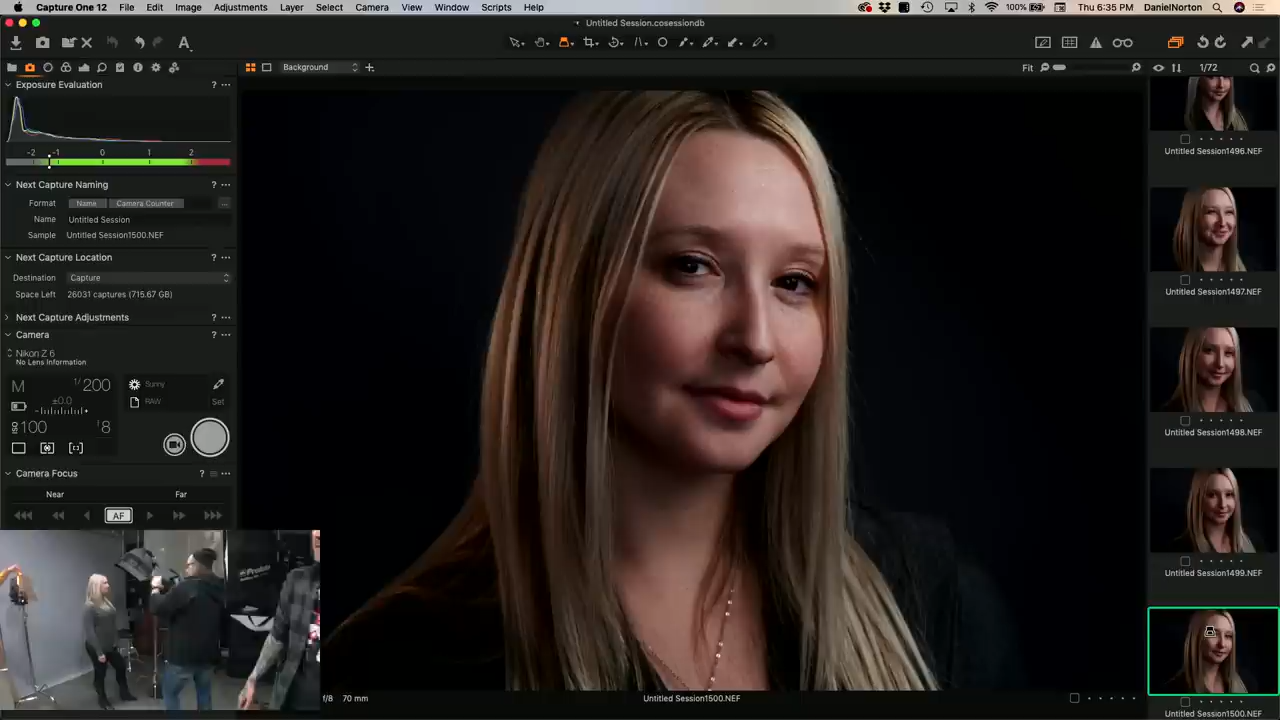 Capture One 12 File Edit Image Adjustments Layer Select Camera View Window Scripts Help 100% Thu 6:35 PM DanielNorton
Untitled Session.cosessiondb
Background
Fit
1/72
Exposure Evaluation ?
-2 -1 0 1 2
Next Capture Naming ?
Format Name Camera Counter
Name Untitled Session
Sample Untitled Session1500.NEF
Next Capture Location ?
Destination Capture
Space Left 26031 captures (715.67 GB)
Next Capture Adjustments ?
Camera ?
Nikon Z 6
No Lens Information
M 1/200 Sunny
±0.0 RAW Set
ISO 100 f 8
Camera Focus ?
Near Far
AF
Profoto
f/8 70 mm
Untitled Session1500.NEF
Untitled Session1496.NEF
Untitled Session1497.NEF
Untitled Session1498.NEF
Untitled Session1499.NEF
Untitled Session1500.NEF